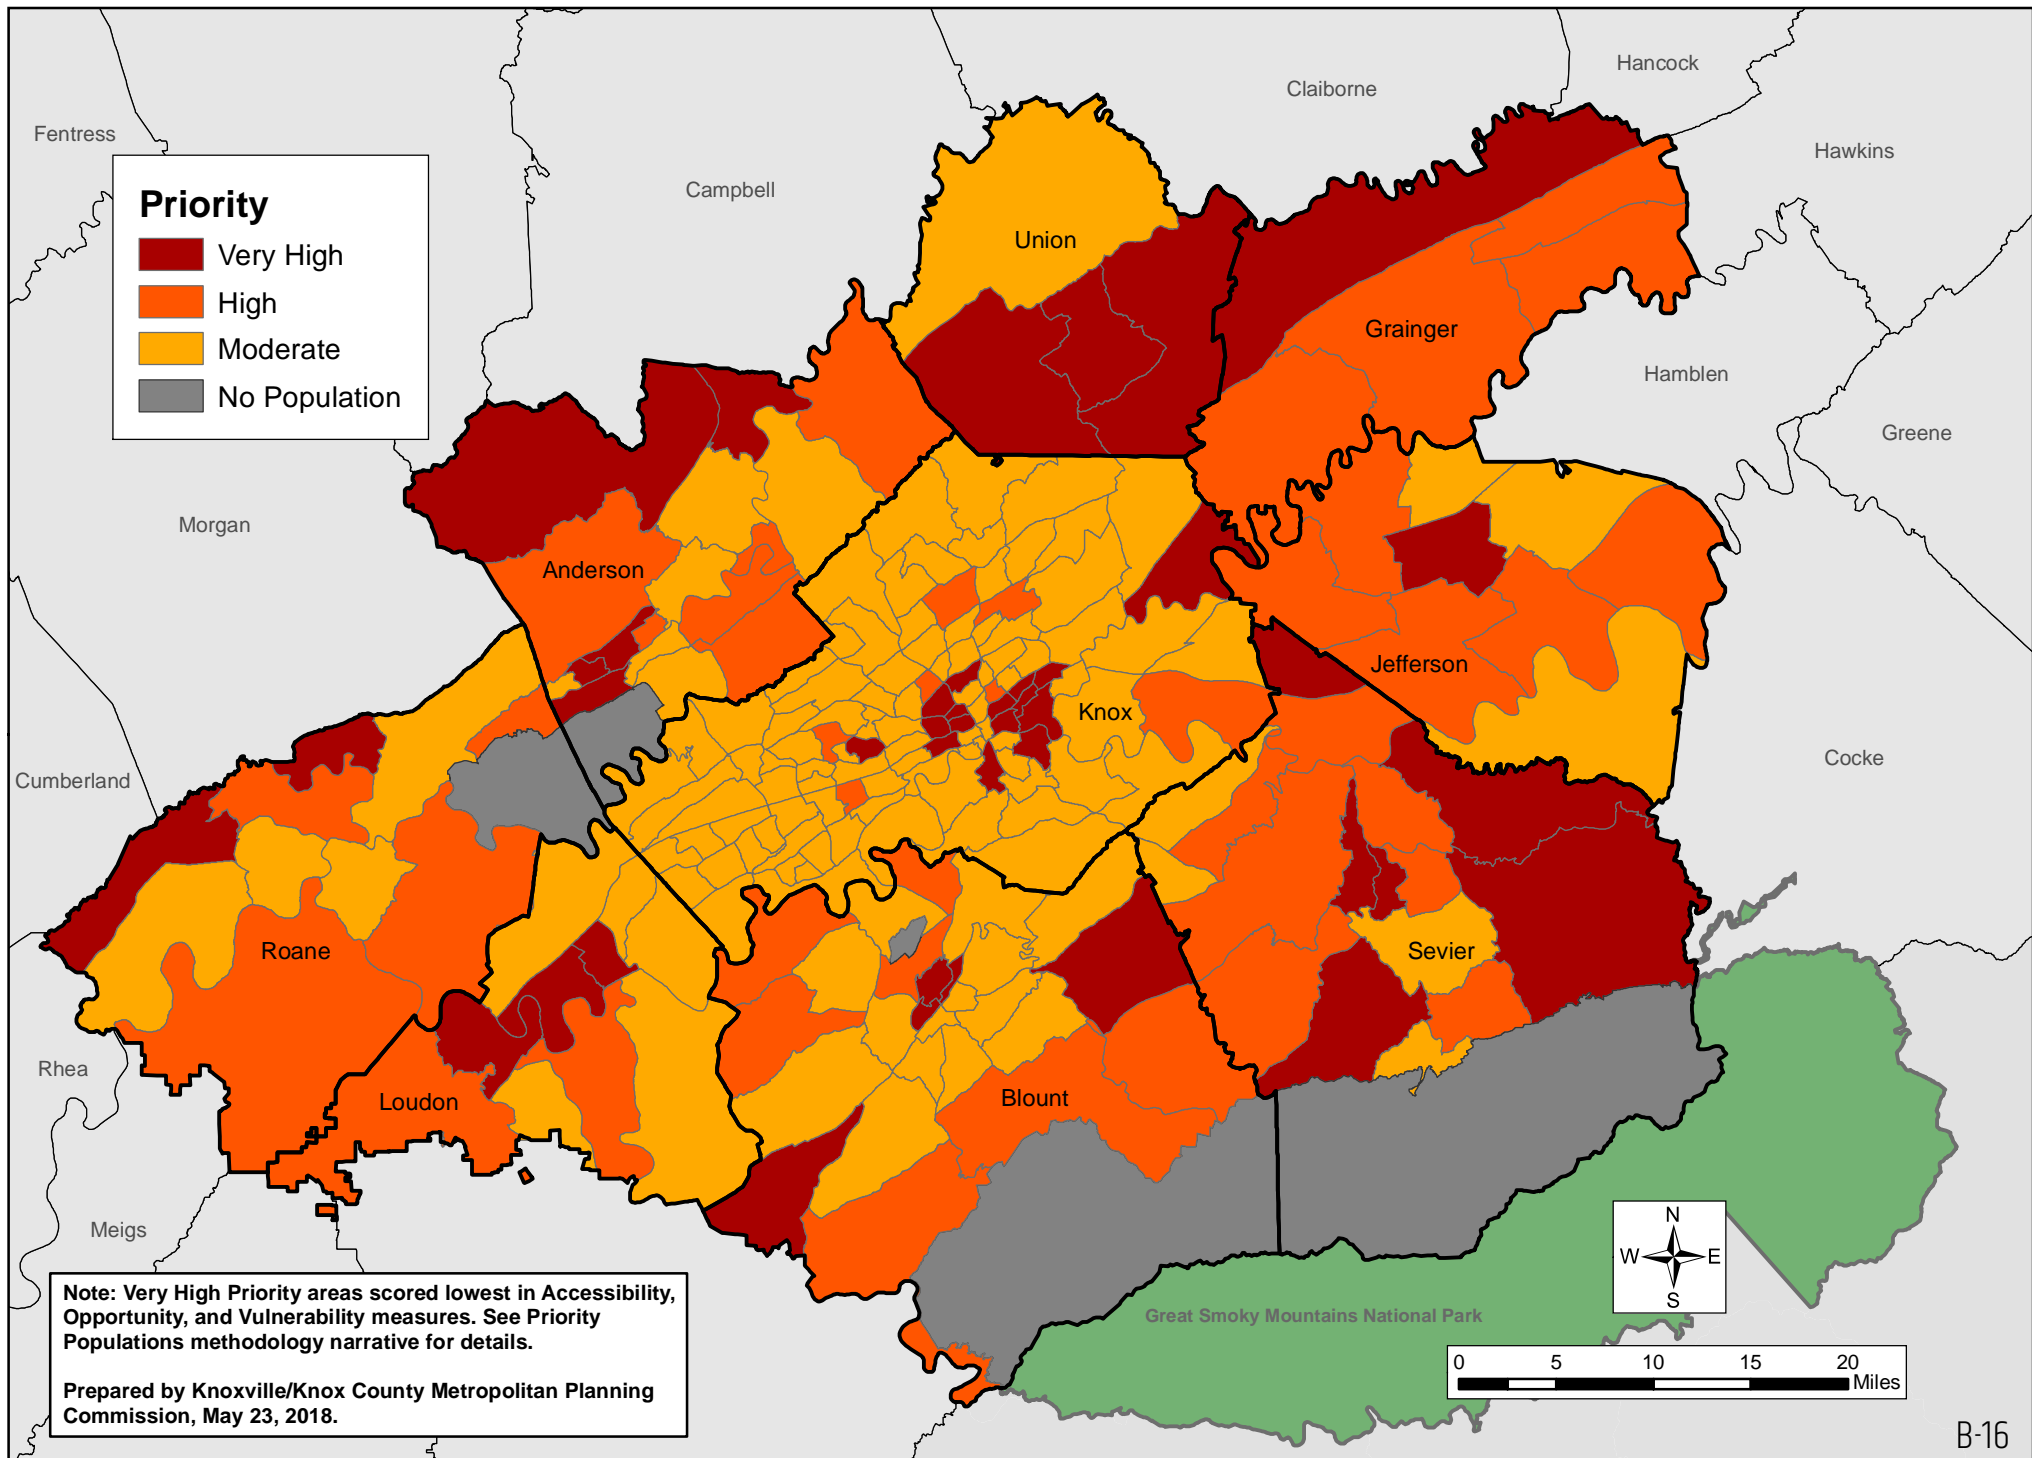 Hancock
Claiborne
Fentress
Hawkins
Campbell
Priority
Very High
High
Moderate
No Population
Union
Grainger
Hamblen
Greene
Morgan
Anderson
Jefferson
Knox
Cocke
Cumberland
Roane
Sevier
Rhea
Loudon
Blount
Meigs
N
W E
S
Great Smoky Mountains National Park
Note: Very High Priority areas scored lowest in Accessibility,
Opportunity, and Vulnerability measures. See Priority
Populations methodology narrative for details.
Prepared by Knoxville/Knox County Metropolitan Planning
Commission, May 23, 2018.
0 5 10 15 20
Miles
B-16